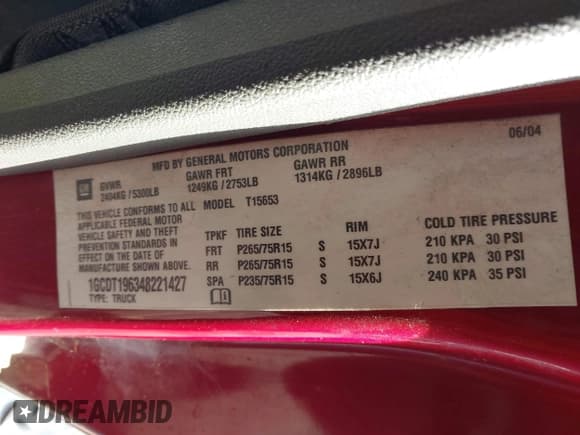 06/04
MFD BY GENERAL MOTORS CORPORATION
GM
GVWR GAWR FRT GAWR RR
2404KG / 5300LB 1249KG / 2753LB 1314KG / 2896LB
THIS VEHICLE CONFORMS TO ALL MODEL T15653
APPLICABLE FEDERAL MOTOR
VEHICLE SAFETY AND THEFT
PREVENTION STANDARDS IN
EFFECT ON THE DATE OF
MANUFACTURE SHOWN ABOVE.
1GCDT196348221427
TYPE: TRUCK
TPKF TIRE SIZE RIM COLD TIRE PRESSURE
FRT P265/75R15 S 15X7J 210 KPA 30 PSI
RR P265/75R15 S 15X7J 210 KPA 30 PSI
SPA P235/75R15 S 15X6J 240 KPA 35 PSI
DREAMBID